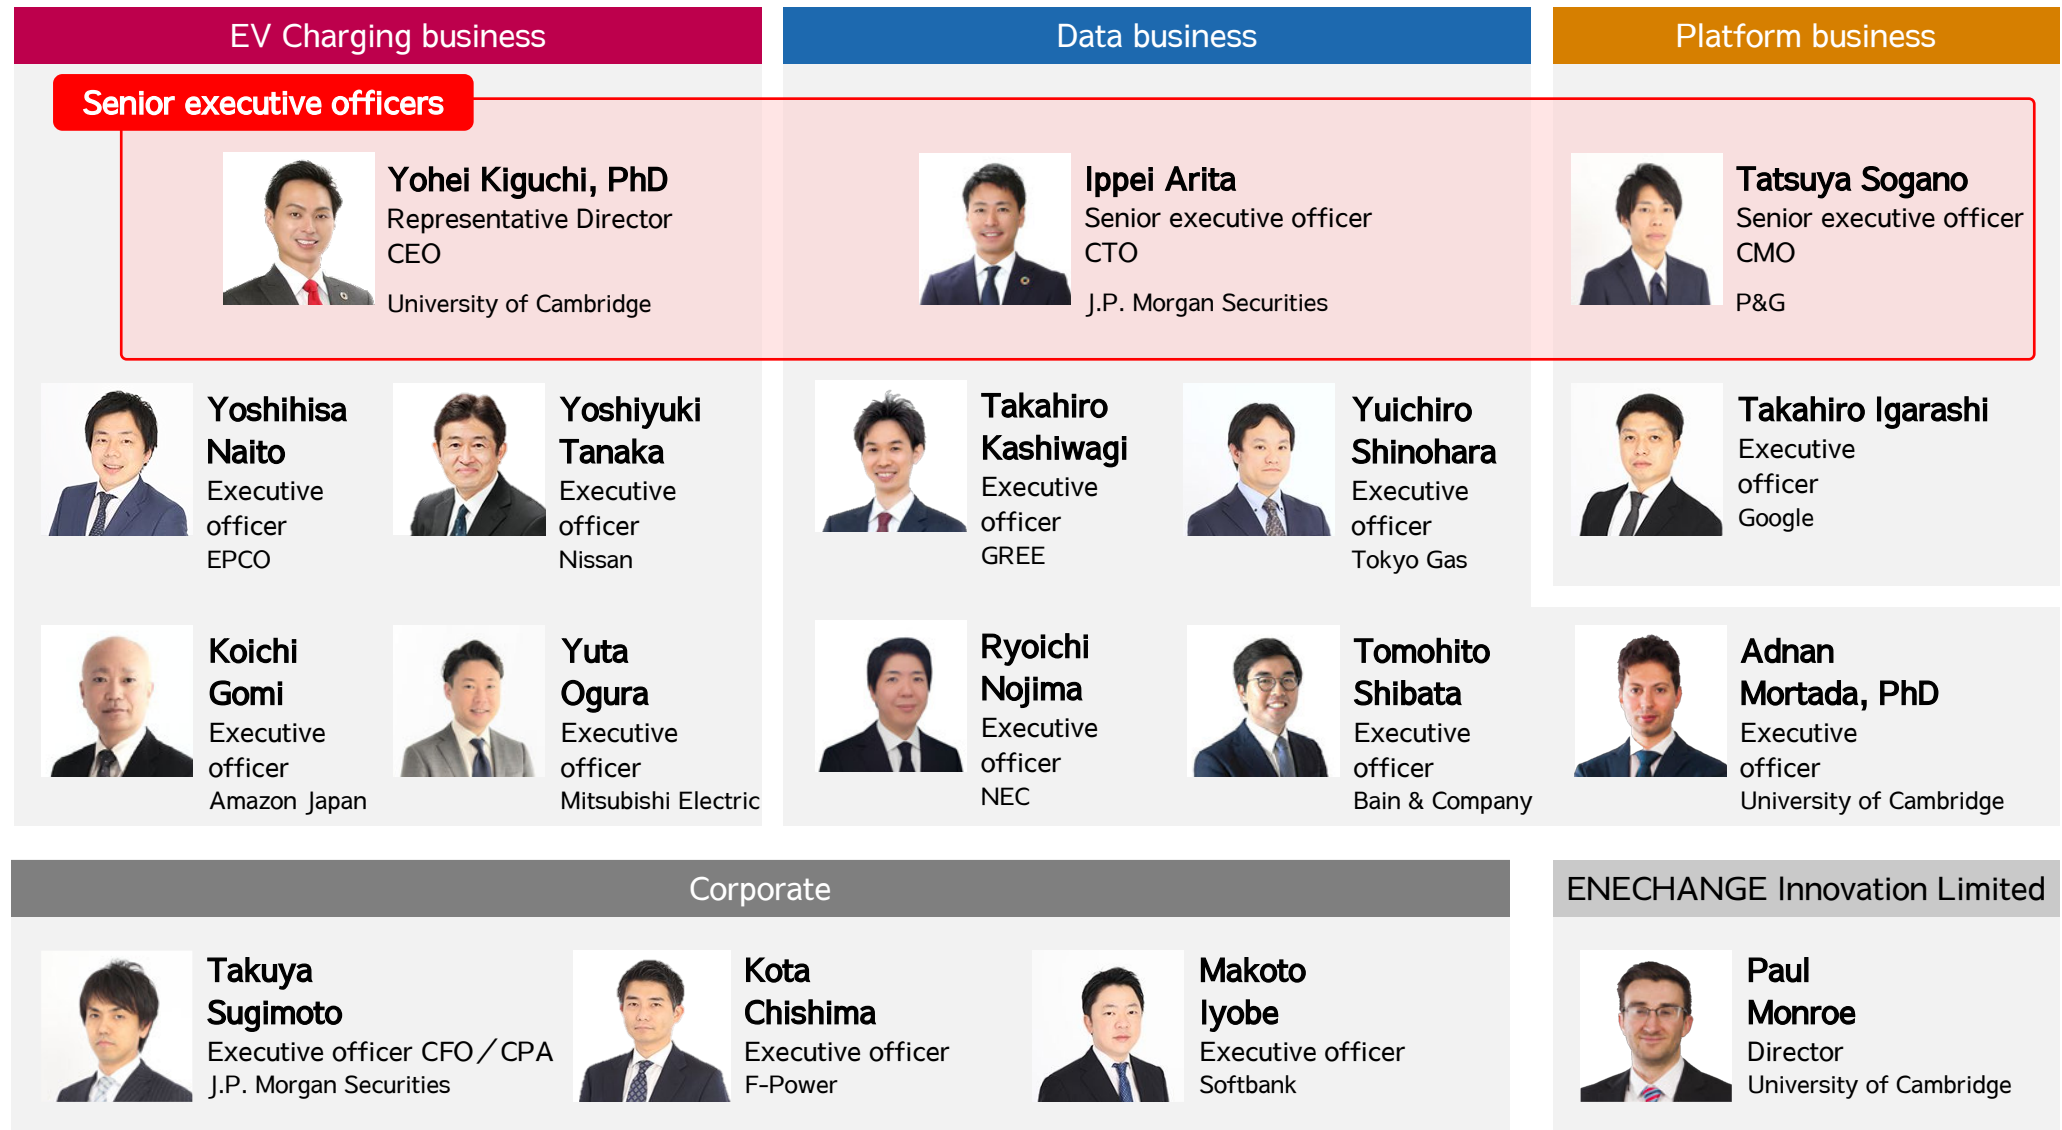 EV Charging business
Data business
Platform business
Senior executive officers
Yohei Kiguchi, PhD
Representative Director
CEO
University of Cambridge
Ippei Arita
Senior executive officer
CTO
J.P. Morgan Securities
Tatsuya Sogano
Senior executive officer
CMO
P&G
Yoshihisa
Naito
Executive
officer
EPCO
Yoshiyuki
Tanaka
Executive
officer
Nissan
Takahiro
Kashiwagi
Executive
officer
GREE
Yuichiro
Shinohara
Executive
officer
Tokyo Gas
Takahiro Igarashi
Executive
officer
Google
Koichi
Gomi
Executive
officer
Amazon Japan
Yuta
Ogura
Executive
officer
Mitsubishi Electric
Ryoichi
Nojima
Executive
officer
NEC
Tomohito
Shibata
Executive
officer
Bain & Company
Adnan
Mortada, PhD
Executive
officer
University of Cambridge
Corporate
ENECHANGE Innovation Limited
Takuya
Sugimoto
Executive officer CFO／CPA
J.P. Morgan Securities
Kota
Chishima
Executive officer
F-Power
Makoto
Iyobe
Executive officer
Softbank
Paul
Monroe
Director
University of Cambridge